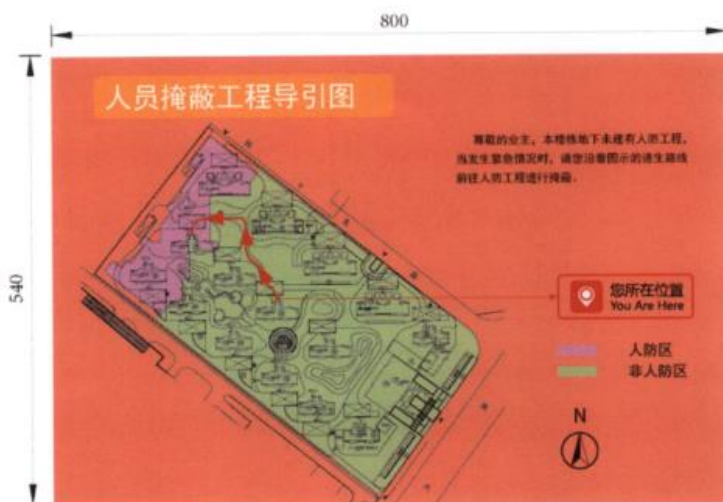 800
540
人员掩蔽工程导引图
尊敬的业主，本楼栋地下未建有人防工程，
当发生紧急情况时，请您沿着图示的逃生路线
前往人防工程进行掩蔽。
您所在位置
You Are Here
人防区
非人防区
N